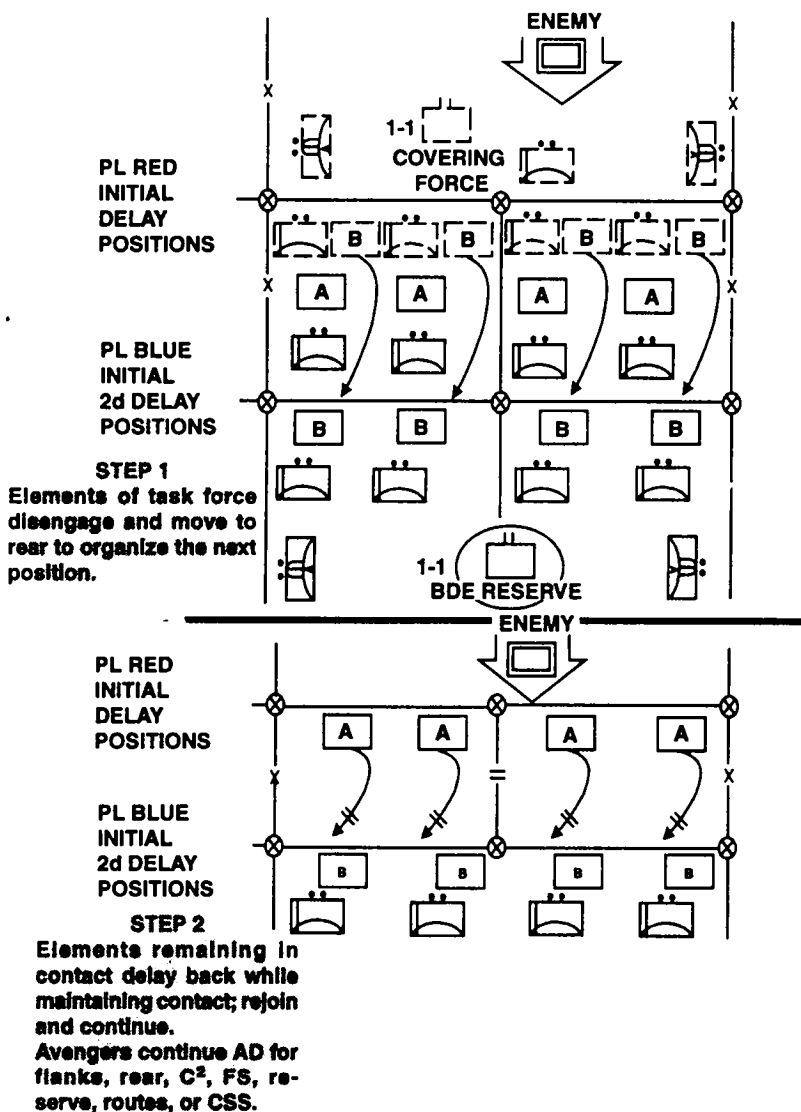 ENEMY
1-1
COVERING
FORCE
PL RED
INITIAL
DELAY
POSITIONS
B B B B
A A A A
PL BLUE
INITIAL
2d DELAY
POSITIONS
B B B B
STEP 1
Elements of task force
disengage and move to
rear to organize the next
position.
1-1
BDE RESERVE
ENEMY
PL RED
INITIAL
DELAY
POSITIONS
A A A A
PL BLUE
INITIAL
2d DELAY
POSITIONS
B B B B
STEP 2
Elements remaining in
contact delay back while
maintaining contact; rejoin
and continue.
Avengers continue AD for
flanks, rear, C², FS, re-
serve, routes, or CSS.